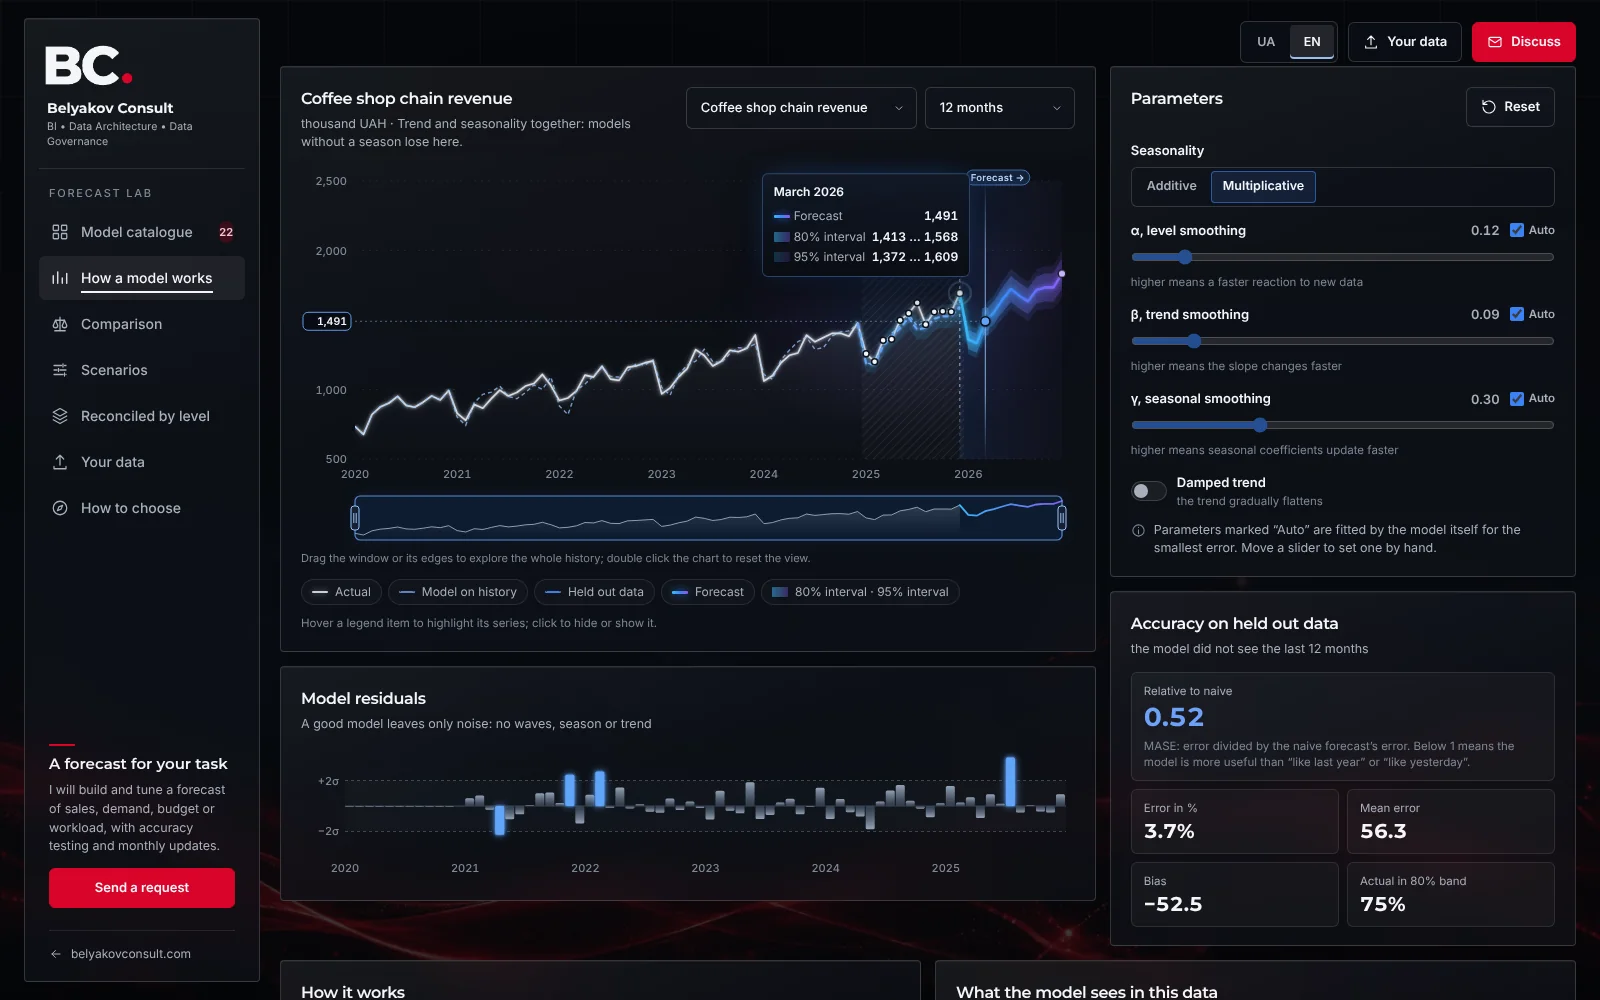 BC.
Belyakov Consult
BI • Data Architecture • Data
Governance
FORECAST LAB
Model catalogue 22
How a model works
Comparison
Scenarios
Reconciled by level
Your data
How to choose
A forecast for your task
I will build and tune a forecast
of sales, demand, budget or
workload, with accuracy
testing and monthly updates.
Send a request
← belyakovconsult.com
UA EN Your data Discuss
Coffee shop chain revenue
thousand UAH · Trend and seasonality together: models
without a season lose here.
Coffee shop chain revenue 12 months
2,500
2,000
1,491
1,000
500
Forecast →
March 2026
Forecast 1,491
80% interval 1,413 … 1,568
95% interval 1,372 … 1,609
2020 2021 2022 2023 2024 2025 2026
Drag the window or its edges to explore the whole history; double click the chart to reset the view.
Actual Model on history Held out data Forecast 80% interval · 95% interval
Hover a legend item to highlight its series; click to hide or show it.
Model residuals
A good model leaves only noise: no waves, season or trend
+2σ
−2σ
2020 2021 2022 2023 2024 2025
Parameters Reset
Seasonality
Additive Multiplicative
α, level smoothing 0.12 Auto
higher means a faster reaction to new data
β, trend smoothing 0.09 Auto
higher means the slope changes faster
γ, seasonal smoothing 0.30 Auto
higher means seasonal coefficients update faster
Damped trend
the trend gradually flattens
Parameters marked “Auto” are fitted by the model itself for the
smallest error. Move a slider to set one by hand.
Accuracy on held out data
the model did not see the last 12 months
Relative to naive
0.52
MASE: error divided by the naive forecast’s error. Below 1 means the
model is more useful than “like last year” or “like yesterday”.
Error in %
3.7%
Mean error
56.3
Bias
−52.5
Actual in 80% band
75%
How it works
What the model sees in this data